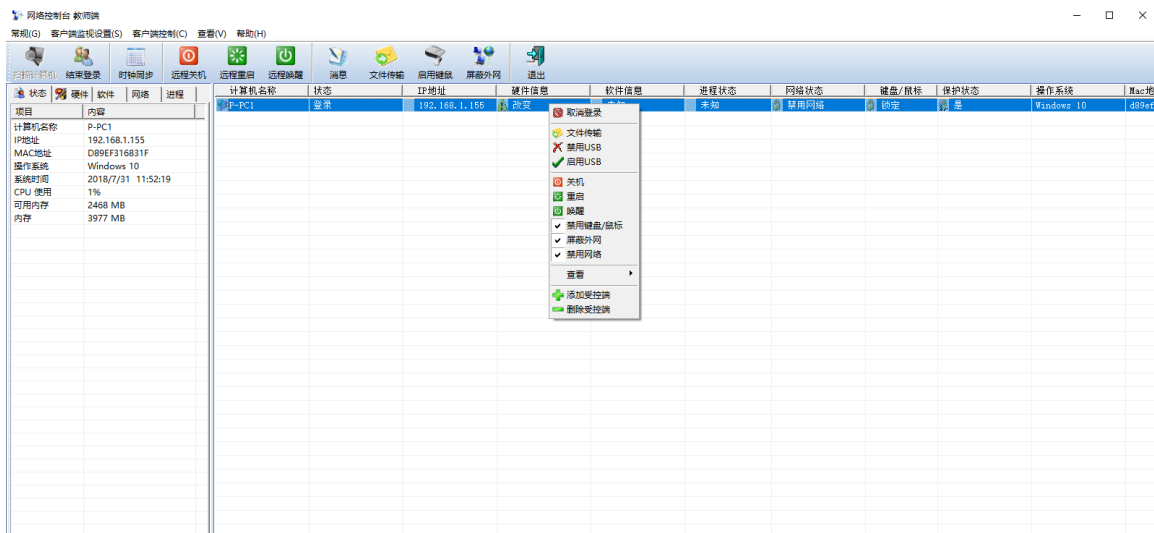 网络控制台 教师端
常规(G) 客户端监视设置(S) 客户端控制(C) 查看(V) 帮助(H)
扫描计算机 结束登录 时钟同步 远程关机 远程重启 远程唤醒 消息 文件传输 启用键鼠 屏蔽外网 退出
状态 硬件 软件 网络 进程
项目 内容
计算机名称 P-PC1
IP地址 192.168.1.155
MAC地址 D89EF316831F
操作系统 Windows 10
系统时间 2018/7/31 11:52:19
CPU 使用 1%
可用内存 2468 MB
内存 3977 MB
计算机名称 状态 IP地址 硬件信息 软件信息 进程状态 网络状态 键盘/鼠标 保护状态 操作系统 Mac地
P-PC1 登录 192.168.1.155 改变 未知 未知 禁用网络 锁定 是 Windows 10 d89ef
取消登录
文件传输
禁用USB
启用USB
关机
重启
唤醒
禁用键盘/鼠标
屏蔽外网
禁用网络
查看
添加受控端
删除受控端